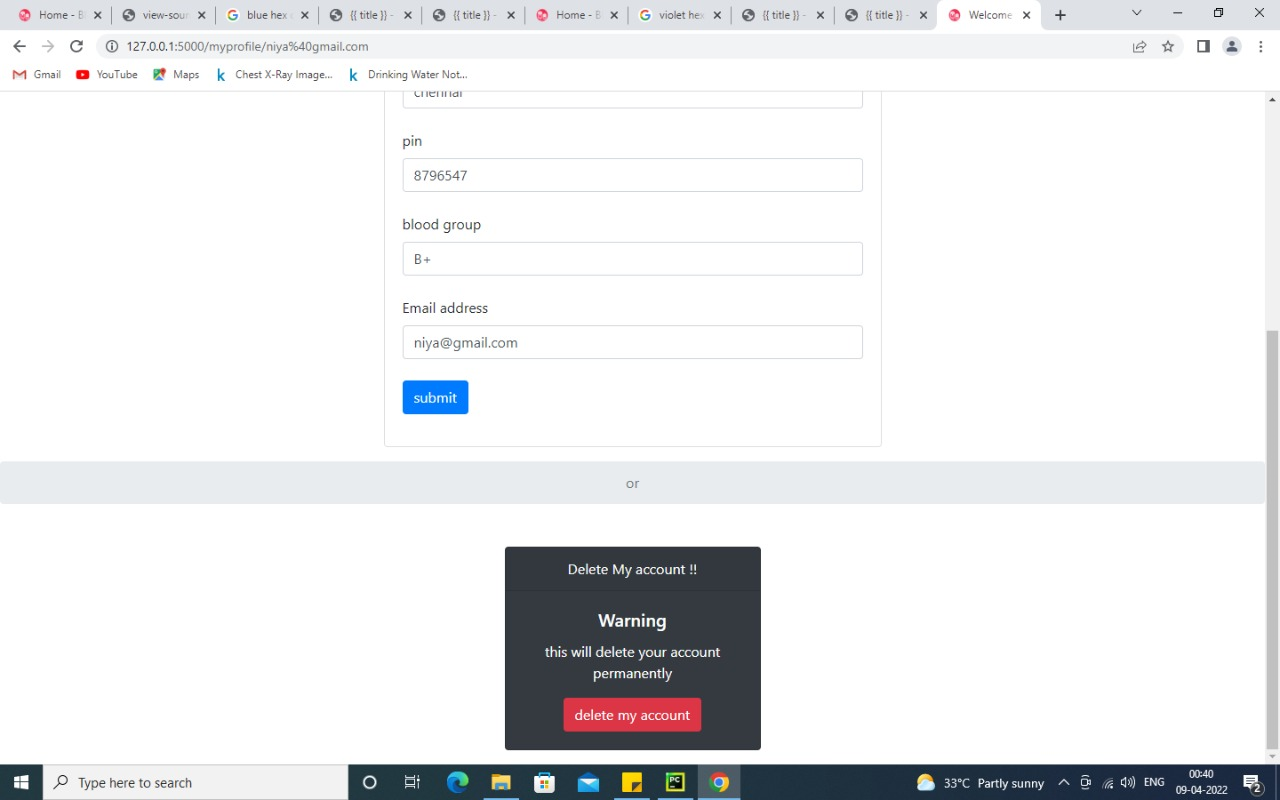 Home - B
view-sour
blue hex
{{ title }} -
{{ title }} -
Home - B
violet hex
{{ title }} -
{{ title }} -
Welcome
127.0.0.1:5000/myprofile/niya%40gmail.com
Gmail
YouTube
Maps
Chest X-Ray Image...
Drinking Water Not...
chennai
pin
8796547
blood group
B+
Email address
niya@gmail.com
submit
or
Delete My account !!
Warning
this will delete your account
permanently
delete my account
Type here to search
33°C Partly sunny
ENG
00:40
09-04-2022
2